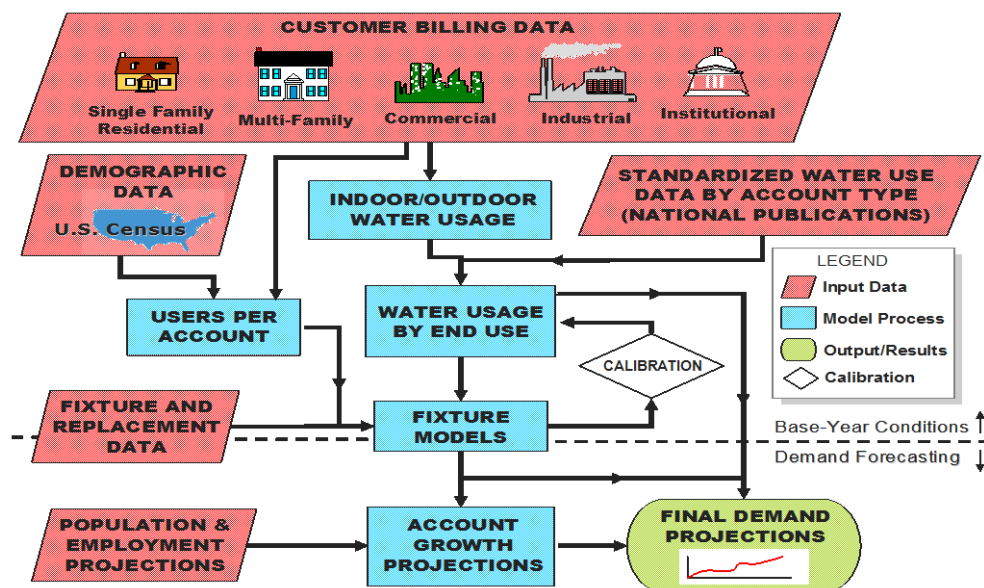 CUSTOMER BILLING DATA
Single Family
Residential
Multi-Family
Commercial
Industrial
Institutional
DEMOGRAPHIC
DATA
U.S. Census
INDOOR/OUTDOOR
WATER USAGE
STANDARDIZED WATER USE
DATA BY ACCOUNT TYPE
(NATIONAL PUBLICATIONS)
LEGEND
Input Data
Model Process
Output/Results
Calibration
USERS PER
ACCOUNT
WATER USAGE
BY END USE
CALIBRATION
FIXTURE AND
REPLACEMENT
DATA
FIXTURE
MODELS
Base-Year Conditions
Demand Forecasting
POPULATION &
EMPLOYMENT
PROJECTIONS
ACCOUNT
GROWTH
PROJECTIONS
FINAL DEMAND
PROJECTIONS